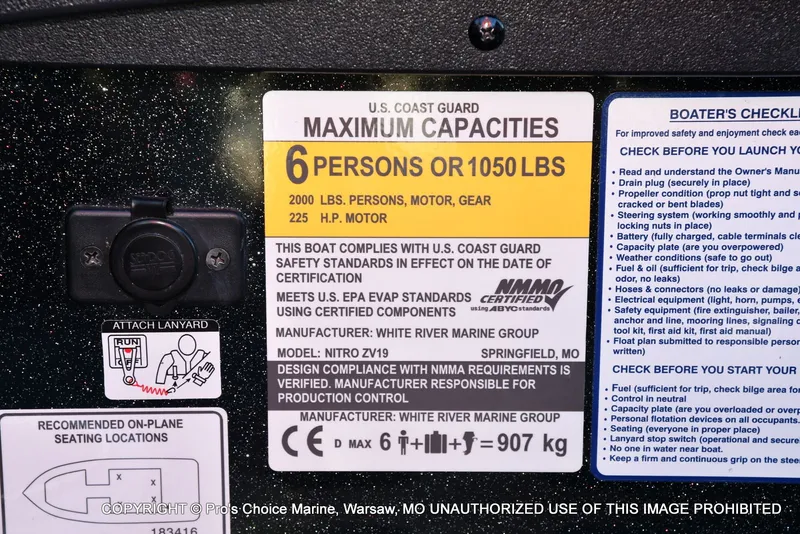 U.S. COAST GUARD
MAXIMUM CAPACITIES
6 PERSONS OR 1050 LBS
2000 LBS. PERSONS, MOTOR, GEAR
225 H.P. MOTOR
THIS BOAT COMPLIES WITH U.S. COAST GUARD
SAFETY STANDARDS IN EFFECT ON THE DATE OF
CERTIFICATION
MEETS U.S. EPA EVAP STANDARDS
USING CERTIFIED COMPONENTS
NMMA
CERTIFIED
using ABYC standards
MANUFACTURER: WHITE RIVER MARINE GROUP
MODEL: NITRO ZV19 SPRINGFIELD, MO
DESIGN COMPLIANCE WITH NMMA REQUIREMENTS IS
VERIFIED. MANUFACTURER RESPONSIBLE FOR
PRODUCTION CONTROL
MANUFACTURER: WHITE RIVER MARINE GROUP
CE D MAX 6 + + = 907 kg
ATTACH LANYARD
RUN
OFF
RECOMMENDED ON-PLANE
SEATING LOCATIONS
X
X X
183416
BOATER'S CHECKLI
For improved safety and enjoyment check ea
CHECK BEFORE YOU LAUNCH YO
• Read and understand the Owner's Manu
• Drain plug (securely in place)
• Propeller condition (prop nut tight and s
cracked or bent blades)
• Steering system (working smoothly and p
locking nuts in place)
• Battery (fully charged, cable terminals cle
• Capacity plate (are you overpowered)
• Weather conditions (safe to go out)
• Fuel & oil (sufficient for trip, check bilge a
odor, no leaks)
• Hoses & connectors (no leaks or damage)
• Electrical equipment (light, horn, pumps, e
• Safety equipment (fire extinguisher, bailer,
anchor and line, mooring lines, signaling d
tool kit, first aid kit, first aid manual)
• Float plan submitted to responsible person
written)
CHECK BEFORE YOU START YOUR
• Fuel (sufficient for trip, check bilge area for
• Control in neutral
• Capacity plate (are you overloaded or overp
• Personal flotation devices on all occupants.
• Seating (everyone in proper place)
• Lanyard stop switch (operational and secure
• No one in water near boat.
• Keep a firm and continuous grip on the stee
COPYRIGHT © Pro's Choice Marine, Warsaw, MO UNAUTHORIZED USE OF THIS IMAGE PROHIBITED